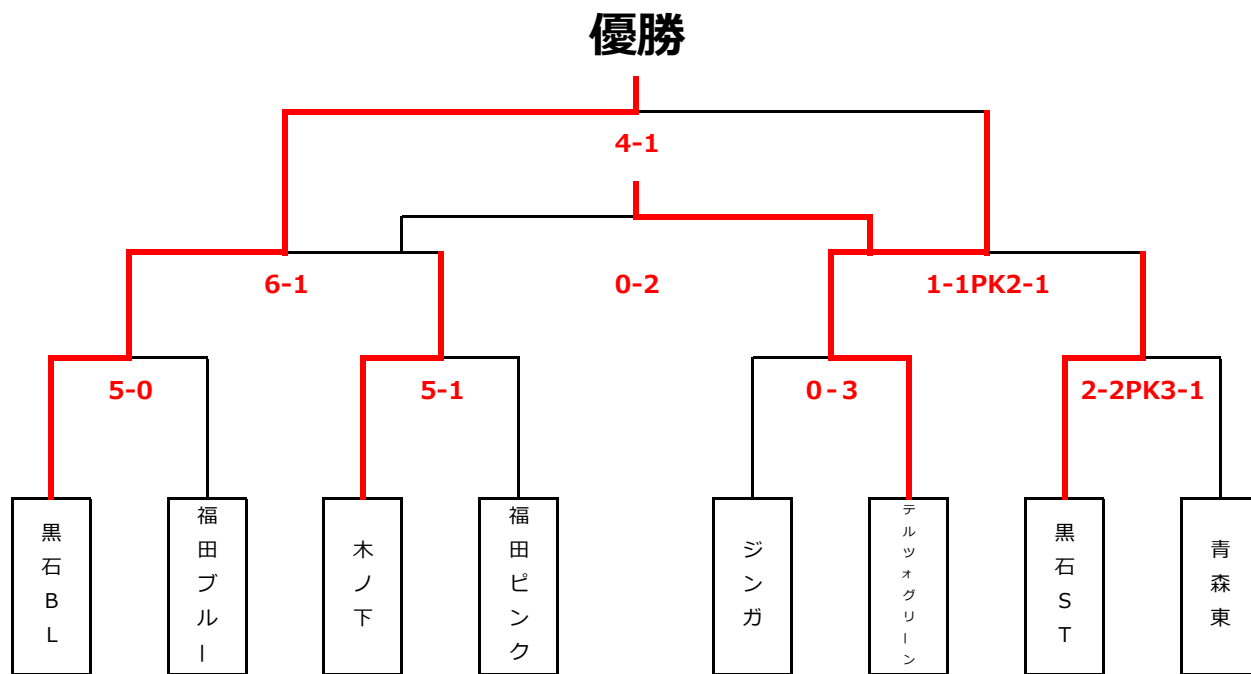 優勝
4-1
6-1
0-2
1-1PK2-1
5-0
5-1
0-3
2-2PK3-1
黒石BL
福田ブルー
木ノ下
福田ピンク
ジンガ
テルツォグリーン
黒石ST
青森東